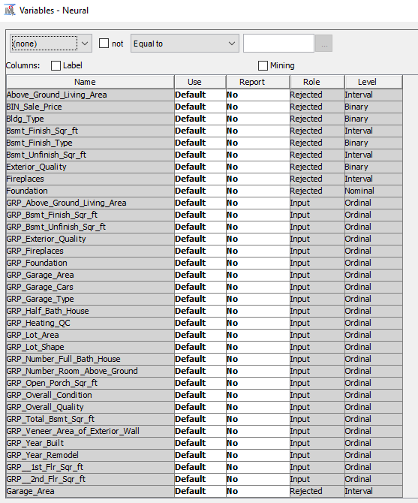 Variables - Neural
(none) not Equal to ...
Columns: Label Mining
Name Use Report Role Level
Above_Ground_Living_Area Default No Rejected Interval
BIN_Sale_Price Default No Rejected Binary
Bldg_Type Default No Rejected Binary
Bsmt_Finish_Sqr_ft Default No Rejected Interval
Bsmt_Finish_Type Default No Rejected Binary
Bsmt_Unfinish_Sqr_ft Default No Rejected Interval
Exterior_Quality Default No Rejected Binary
Fireplaces Default No Rejected Interval
Foundation Default No Rejected Nominal
GRP_Above_Ground_Living_Area Default No Input Ordinal
GRP_Bsmt_Finish_Sqr_ft Default No Input Ordinal
GRP_Bsmt_Unfinish_Sqr_ft Default No Input Ordinal
GRP_Exterior_Quality Default No Input Ordinal
GRP_Fireplaces Default No Input Ordinal
GRP_Foundation Default No Input Ordinal
GRP_Garage_Area Default No Input Ordinal
GRP_Garage_Cars Default No Input Ordinal
GRP_Garage_Type Default No Input Ordinal
GRP_Half_Bath_House Default No Input Ordinal
GRP_Heating_QC Default No Input Ordinal
GRP_Lot_Area Default No Input Ordinal
GRP_Lot_Shape Default No Input Ordinal
GRP_Number_Full_Bath_House Default No Input Ordinal
GRP_Number_Room_Above_Ground Default No Input Ordinal
GRP_Open_Porch_Sqr_ft Default No Input Ordinal
GRP_Overall_Condition Default No Input Ordinal
GRP_Overall_Quality Default No Input Ordinal
GRP_Total_Bsmt_Sqr_ft Default No Input Ordinal
GRP_Veneer_Area_of_Exterior_Wall Default No Input Ordinal
GRP_Year_Built Default No Input Ordinal
GRP_Year_Remodel Default No Input Ordinal
GRP__1st_Flr_Sqr_ft Default No Input Ordinal
GRP__2nd_Flr_Sqr_ft Default No Input Ordinal
Garage_Area Default No Rejected Interval